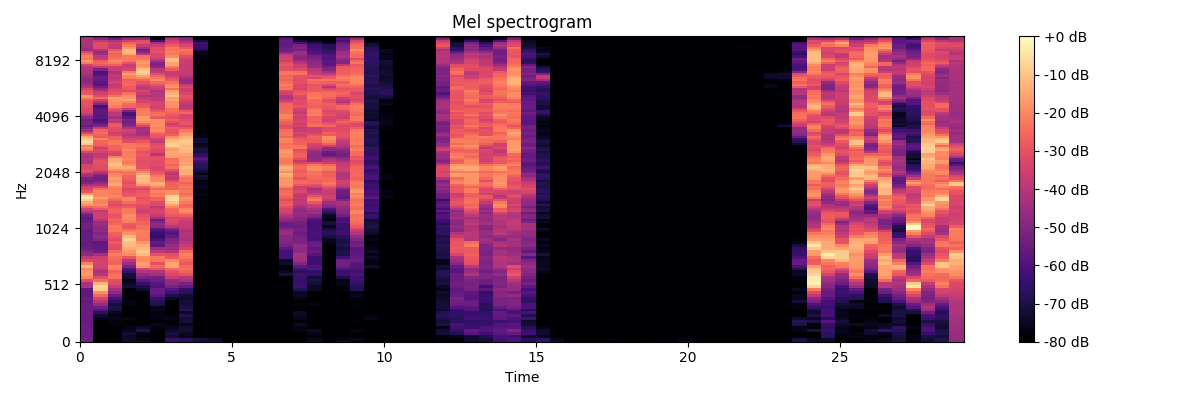 Mel spectrogram
Hz
8192
4096
2048
1024
512
0
0 5 10 15 20 25
Time
+0 dB
-10 dB
-20 dB
-30 dB
-40 dB
-50 dB
-60 dB
-70 dB
-80 dB